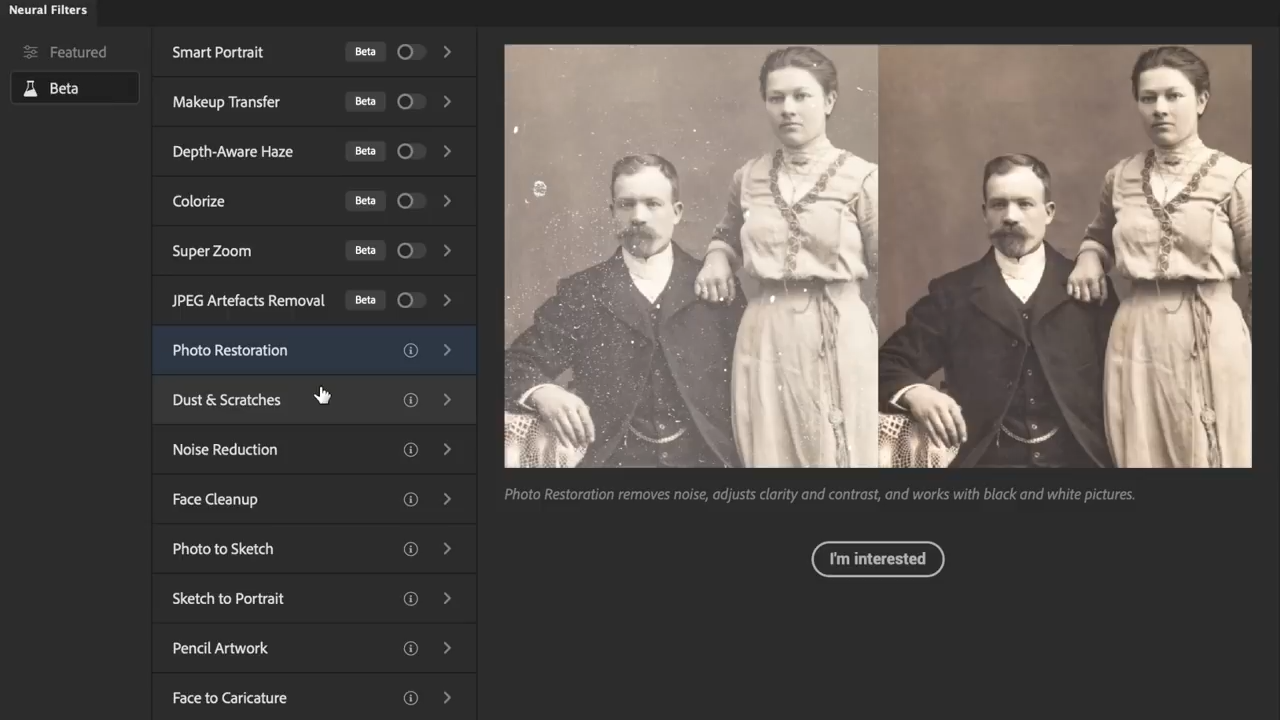 Neural Filters
Featured
Beta
Smart Portrait Beta
Makeup Transfer Beta
Depth-Aware Haze Beta
Colorize Beta
Super Zoom Beta
JPEG Artefacts Removal Beta
Photo Restoration
Dust & Scratches
Noise Reduction
Face Cleanup
Photo to Sketch
Sketch to Portrait
Pencil Artwork
Face to Caricature
Photo Restoration removes noise, adjusts clarity and contrast, and works with black and white pictures.
I'm interested